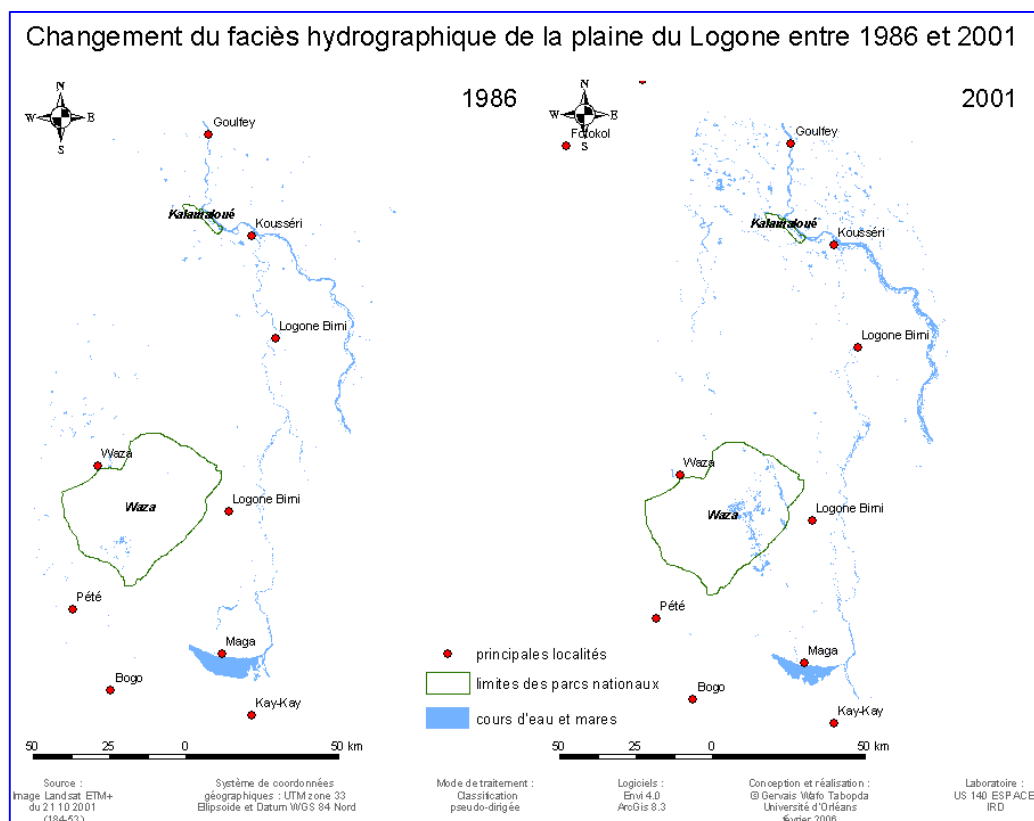 Changement du faciès hydrographique de la plaine du Logone entre 1986 et 2001
1986
N
W E
S
Goulfey
Kalamaloué
Kousséri
Logone Birni
Waza
Waza
Logone Birni
Pété
Maga
Bogo
Kay-Kay
50 0 50 km
2001
N
W E
S
Fotokol
Goulfey
Kalamaloué
Kousséri
Logone Birni
Waza
Waza
Logone Birni
Pété
Maga
Bogo
Kay-Kay
50 0 50 km
principales localités
limites des parcs nationaux
cours d'eau et mares
Source :
Image Landsat ETM+
du 21 10 2001
(184-53)
Système de coordonnées
géographiques : UTM zone 33
Ellipsoide et Datum WGS 84 Nord
Mode de traitement :
Classification
pseudo-dirigée
Logiciels :
Envi 4.0
ArcGis 8.3
Conception et réalisation :
@ Gervais Wafo Tabopda
Université d'Orléans
février 2006
Laboratoire :
US 140 ESPACE
IRD